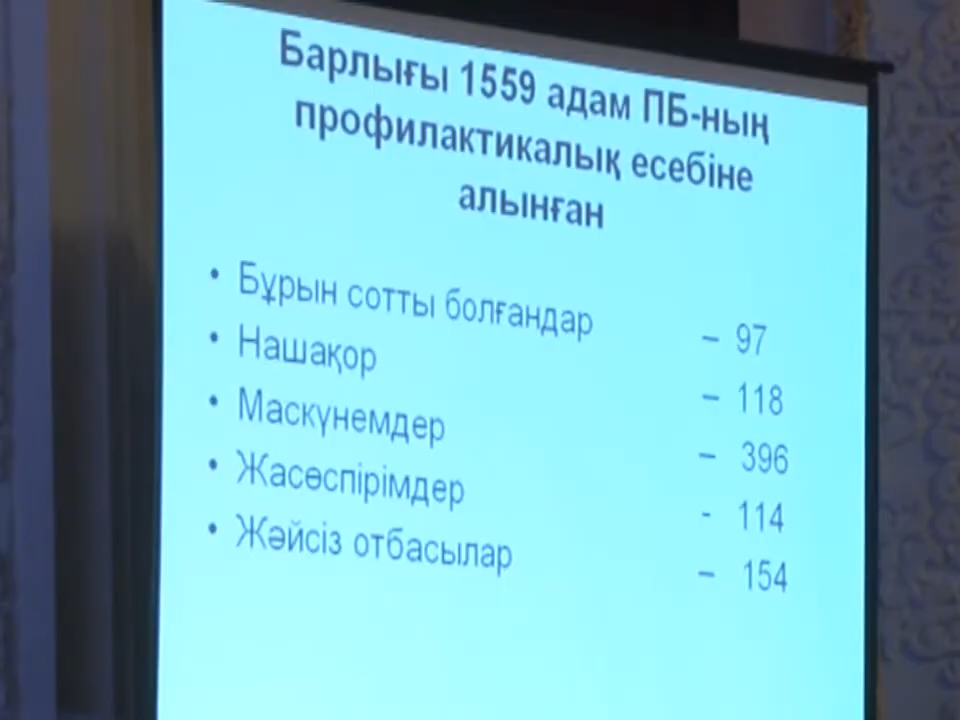 Барлығы 1559 адам ПБ-ның
профилактикалық есебіне
алынған
• Бұрын сотты болғандар – 97
• Нашақор – 118
• Маскүнемдер – 396
• Жасөспірімдер - 114
• Жәйсіз отбасылар – 154